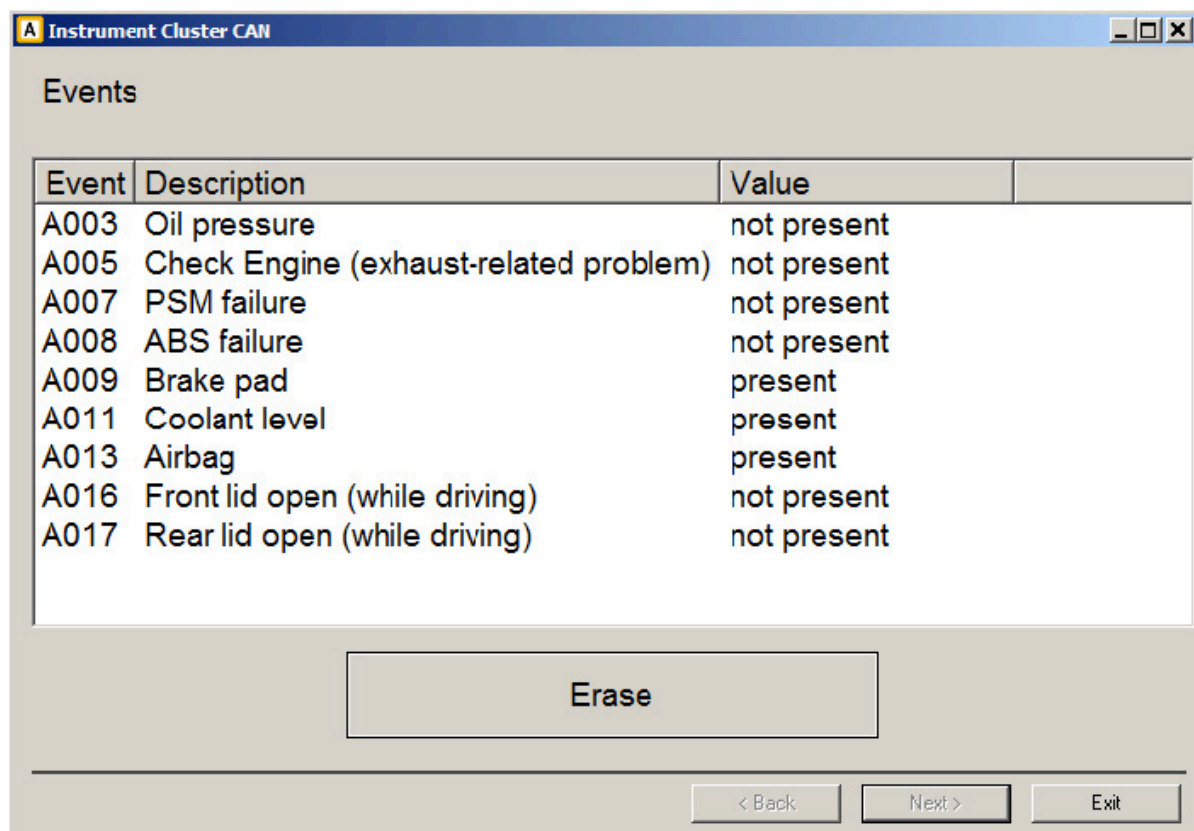 A Instrument Cluster CAN
Events
Event Description Value
A003 Oil pressure not present
A005 Check Engine (exhaust-related problem) not present
A007 PSM failure not present
A008 ABS failure not present
A009 Brake pad present
A011 Coolant level present
A013 Airbag present
A016 Front lid open (while driving) not present
A017 Rear lid open (while driving) not present
Erase
< Back Next > Exit